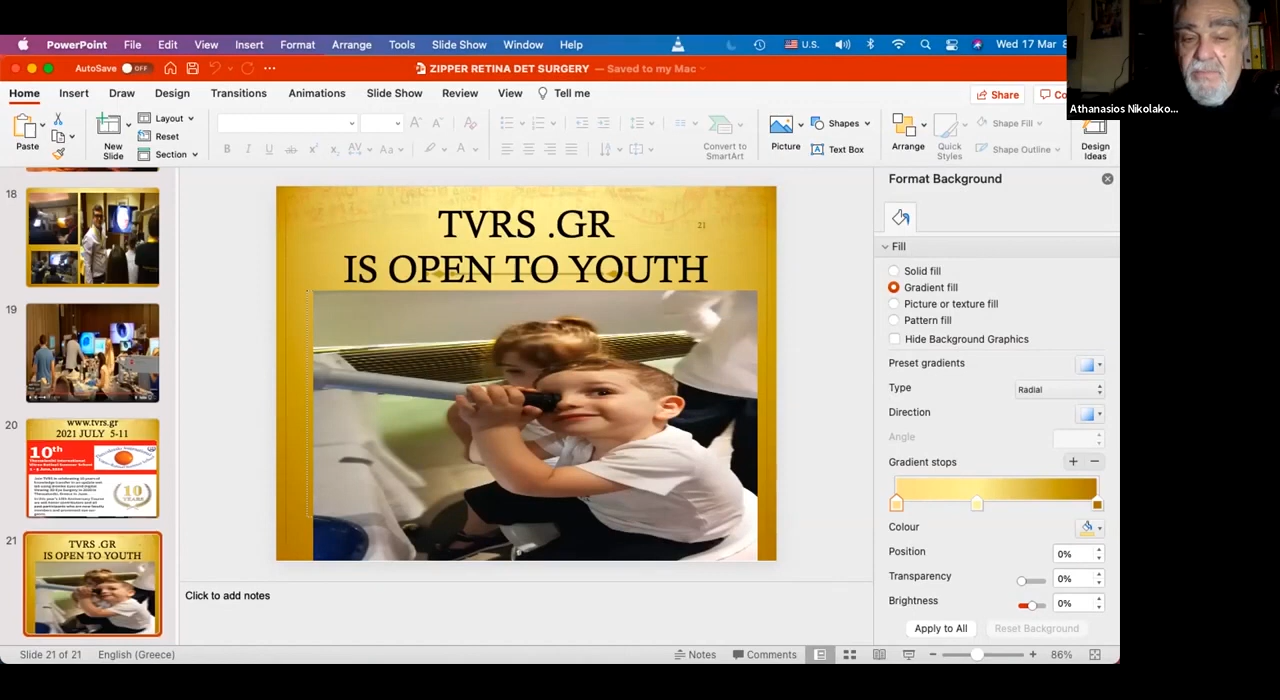 PowerPoint File Edit View Insert Format Arrange Tools Slide Show Window Help U.S. Wed 17 Mar 8
AutoSave OFF ZIPPER RETINA DET SURGERY — Saved to my Mac
Home Insert Draw Design Transitions Animations Slide Show Review View Tell me Share Co
Athanasios Nikolako...
Paste
New
Slide
Layout
Reset
Section
Convert to
SmartArt
Picture
Shapes
Text Box
Arrange
Quick
Styles
Shape Fill
Shape Outline
Design
Ideas
18
19
20
www.tvrs.gr
2021 JULY 5-11
10th
10
YEARS
21
TVRS .GR
IS OPEN TO YOUTH
TVRS .GR
21
IS OPEN TO YOUTH
Click to add notes
Format Background
Fill
Solid fill
Gradient fill
Picture or texture fill
Pattern fill
Hide Background Graphics
Preset gradients
Type Radial
Direction
Angle
Gradient stops
Colour
Position 0%
Transparency 0%
Brightness 0%
Apply to All Reset Background
Slide 21 of 21 English (Greece) Notes Comments 86%